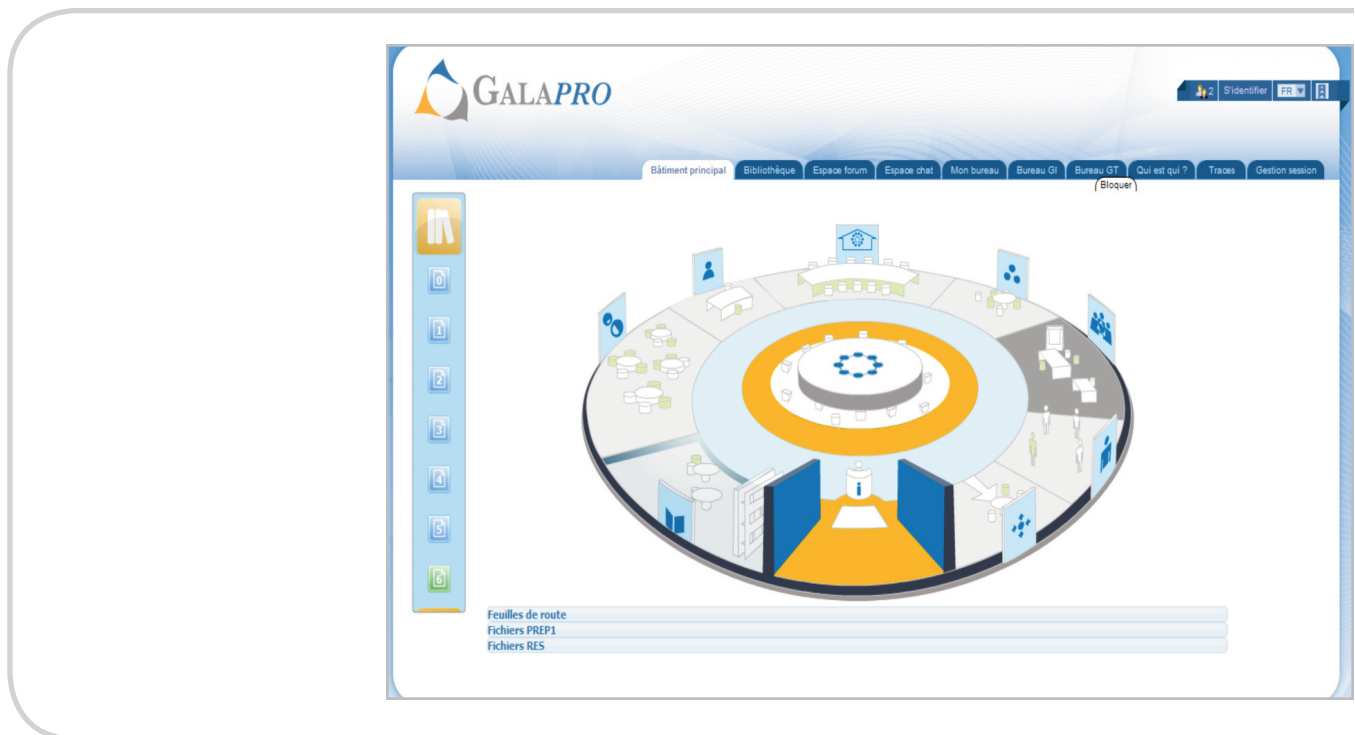 GALAPRO
2 S'identifier FR
Bâtiment principal Bibliothèque Espace forum Espace chat Mon bureau Bureau GI Bureau GT Qui est qui ? Traces Gestion session
Bloquer
0
1
2
3
4
5
6
i
Feuilles de route
Fichiers PREP1
Fichiers RES